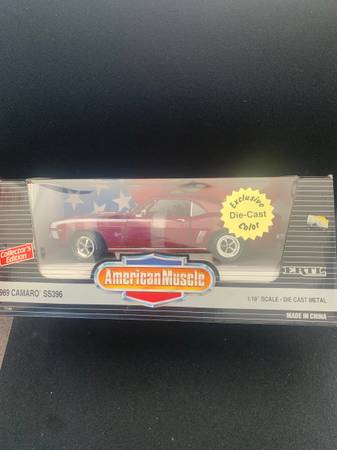 Exclusive
Die-Cast
Color
Collector's
Edition
American Muscle
ERTL
969 CAMARO SS396
1/18" SCALE - DIE CAST METAL
MADE IN CHINA